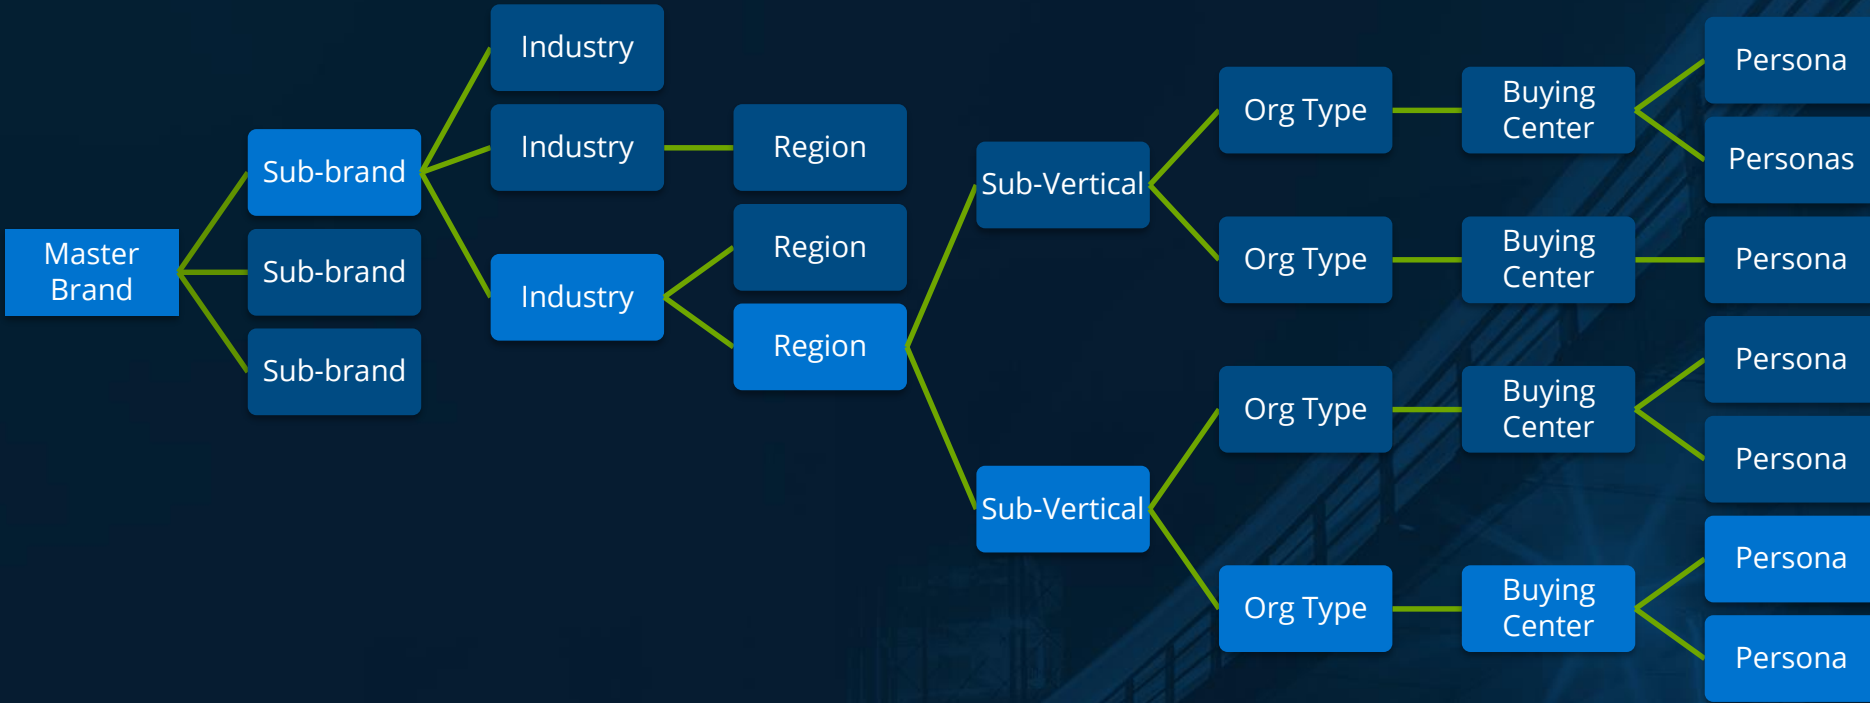 Master
Brand
Sub-brand
Sub-brand
Sub-brand
Industry
Industry
Industry
Region
Region
Region
Sub-Vertical
Sub-Vertical
Org Type
Org Type
Org Type
Org Type
Buying
Center
Buying
Center
Buying
Center
Buying
Center
Persona
Personas
Persona
Persona
Persona
Persona
Persona